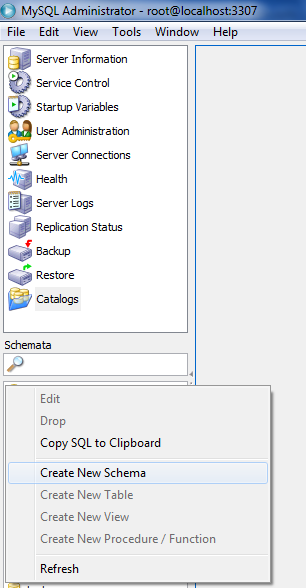 MySQL Administrator - root@localhost:3307
File Edit View Tools Window Help
Server Information
Service Control
Startup Variables
User Administration
Server Connections
Health
Server Logs
Replication Status
Backup
Restore
Catalogs
Schemata
Edit
Drop
Copy SQL to Clipboard
Create New Schema
Create New Table
Create New View
Create New Procedure / Function
Refresh